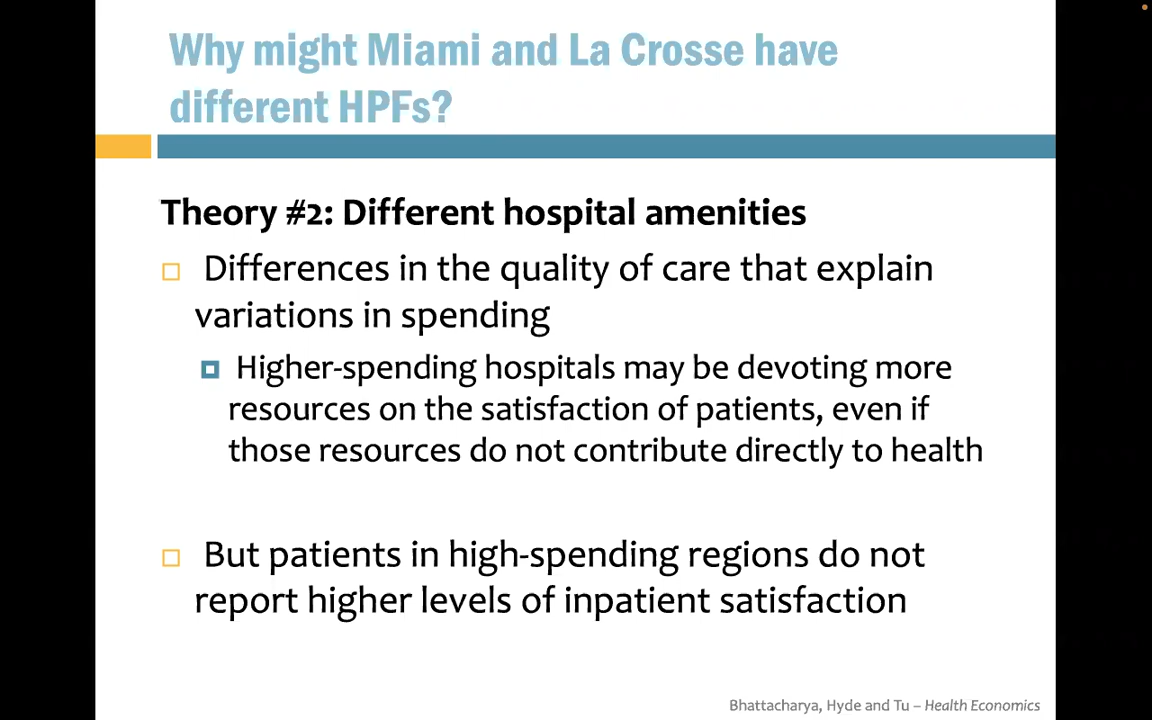 Why might Miami and La Crosse have
different HPFs?
Theory #2: Different hospital amenities
Differences in the quality of care that explain
variations in spending
Higher-spending hospitals may be devoting more
resources on the satisfaction of patients, even if
those resources do not contribute directly to health
But patients in high-spending regions do not
report higher levels of inpatient satisfaction
Bhattacharya, Hyde and Tu – Health Economics